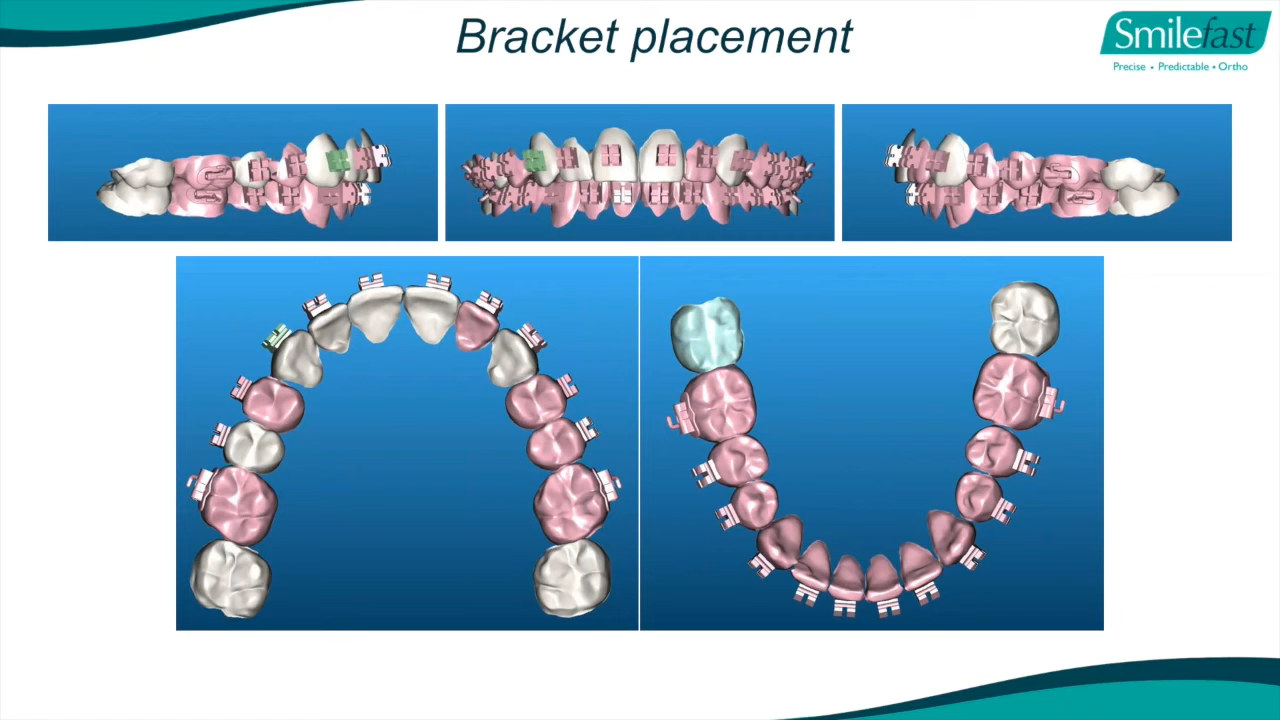 Bracket placement
Smilefast
Precise • Predictable • Ortho